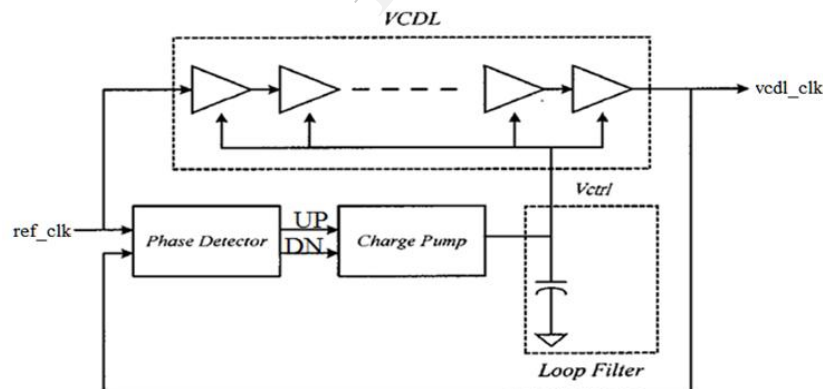 VCDL
vcdl_clk
Vctrl
ref_clk
Phase Detector
UP
DN
Charge Pump
Loop Filter